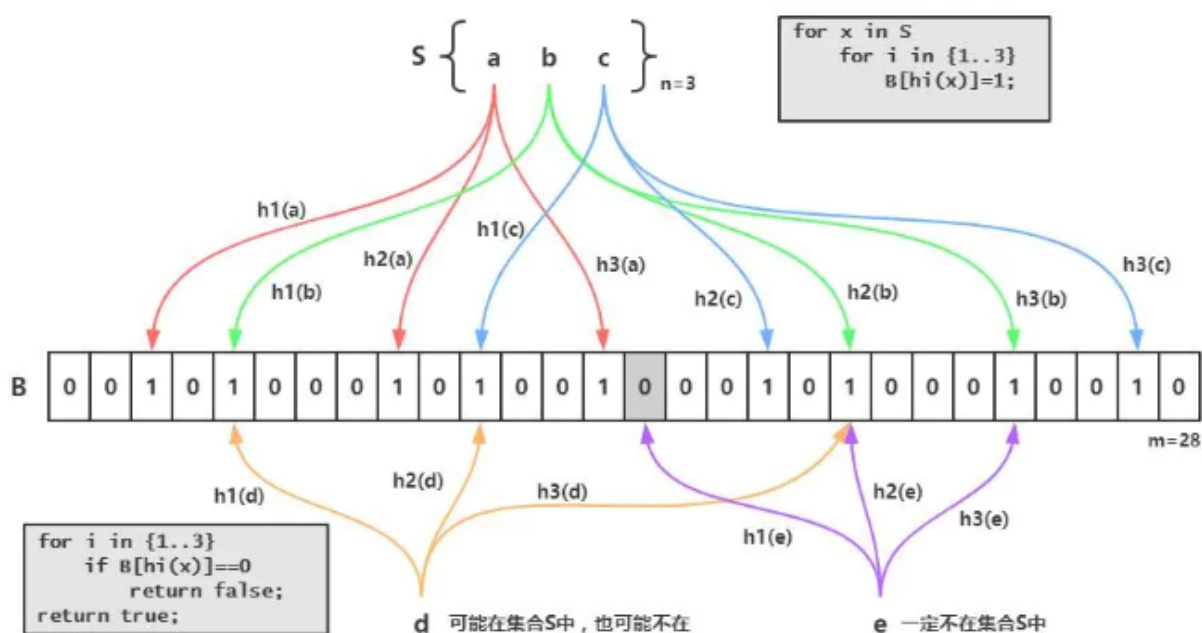 S { a b c } n=3
for x in S
for i in {1..3}
B[hi(x)]=1;
h1(a)
h2(a)
h1(c)
h3(a)
h1(b)
h2(c)
h2(b)
h3(b)
h3(c)
B 0 0 1 0 1 0 0 0 1 0 1 0 0 1 0 0 0 1 0 1 0 0 0 1 0 0 1 0
m=28
h1(d)
h2(d)
h3(d)
h1(e)
h2(e)
h3(e)
for i in {1..3}
if B[hi(x)]==0
return false;
return true;
d 可能在集合S中，也可能不在
e 一定不在集合S中